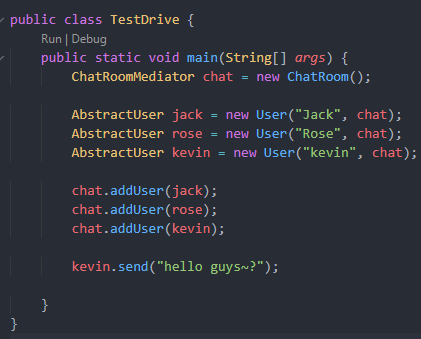 public class TestDrive {
Run | Debug
public static void main(String[] args) {
ChatRoomMediator chat = new ChatRoom();
AbstractUser jack = new User("Jack", chat);
AbstractUser rose = new User("Rose", chat);
AbstractUser kevin = new User("kevin", chat);
chat.addUser(jack);
chat.addUser(rose);
chat.addUser(kevin);
kevin.send("hello guys~?");
}
}